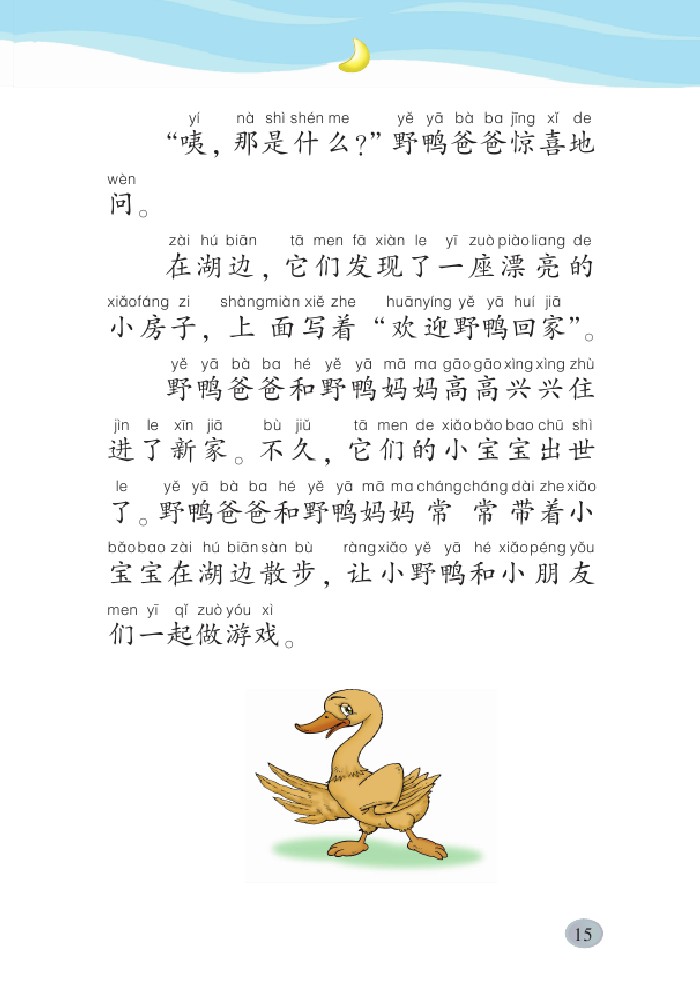 yí nà shì shén me yě yā bà ba jīng xǐ de
“咦，那是什么？”野鸭爸爸惊喜地
wèn
问。
zài hú biān tā men fā xiàn le yī zuò piào liang de
在湖边，它们发现了一座漂亮的
xiǎo fáng zi shàng miàn xiě zhe huān yíng yě yā huí jiā
小房子，上面写着“欢迎野鸭回家”。
yě yā bà ba hé yě yā mā ma gāo gāo xìng xìng zhù
野鸭爸爸和野鸭妈妈高高兴兴住
jìn le xīn jiā bù jiǔ tā men de xiǎo bǎo bao chū shì
进了新家。不久，它们的小宝宝出世
le yě yā bà ba hé yě yā mā ma cháng cháng dài zhe xiǎo
了。野鸭爸爸和野鸭妈妈常常带着小
bǎo bao zài hú biān sàn bù ràng xiǎo yě yā hé xiǎo péng yǒu
宝宝在湖边散步，让小野鸭和小朋友
men yī qǐ zuò yóu xì
们一起做游戏。
15